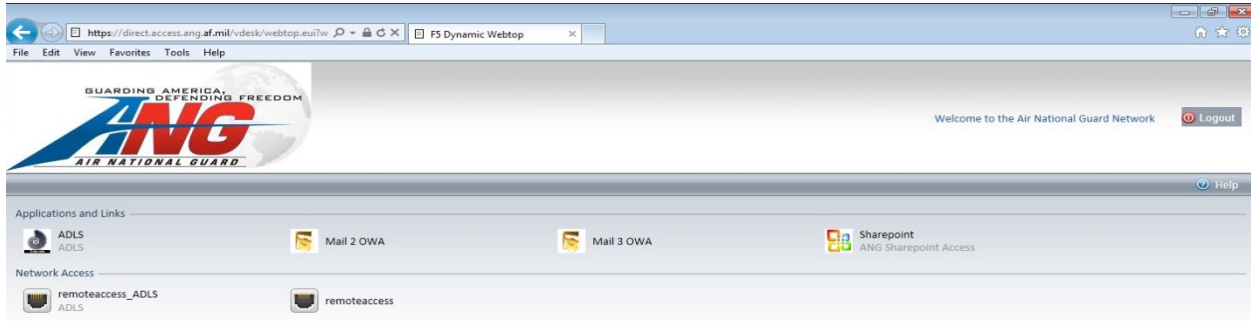 https://direct.access.ang.af.mil/vdesk/webtop.eui?w
F5 Dynamic Webtop
File Edit View Favorites Tools Help
GUARDING AMERICA,
DEFENDING FREEDOM
ANG
AIR NATIONAL GUARD
Welcome to the Air National Guard Network
Logout
Help
Applications and Links
ADLS
ADLS
Mail 2 OWA
Mail 3 OWA
Sharepoint
ANG Sharepoint Access
Network Access
remoteaccess_ADLS
ADLS
remoteaccess